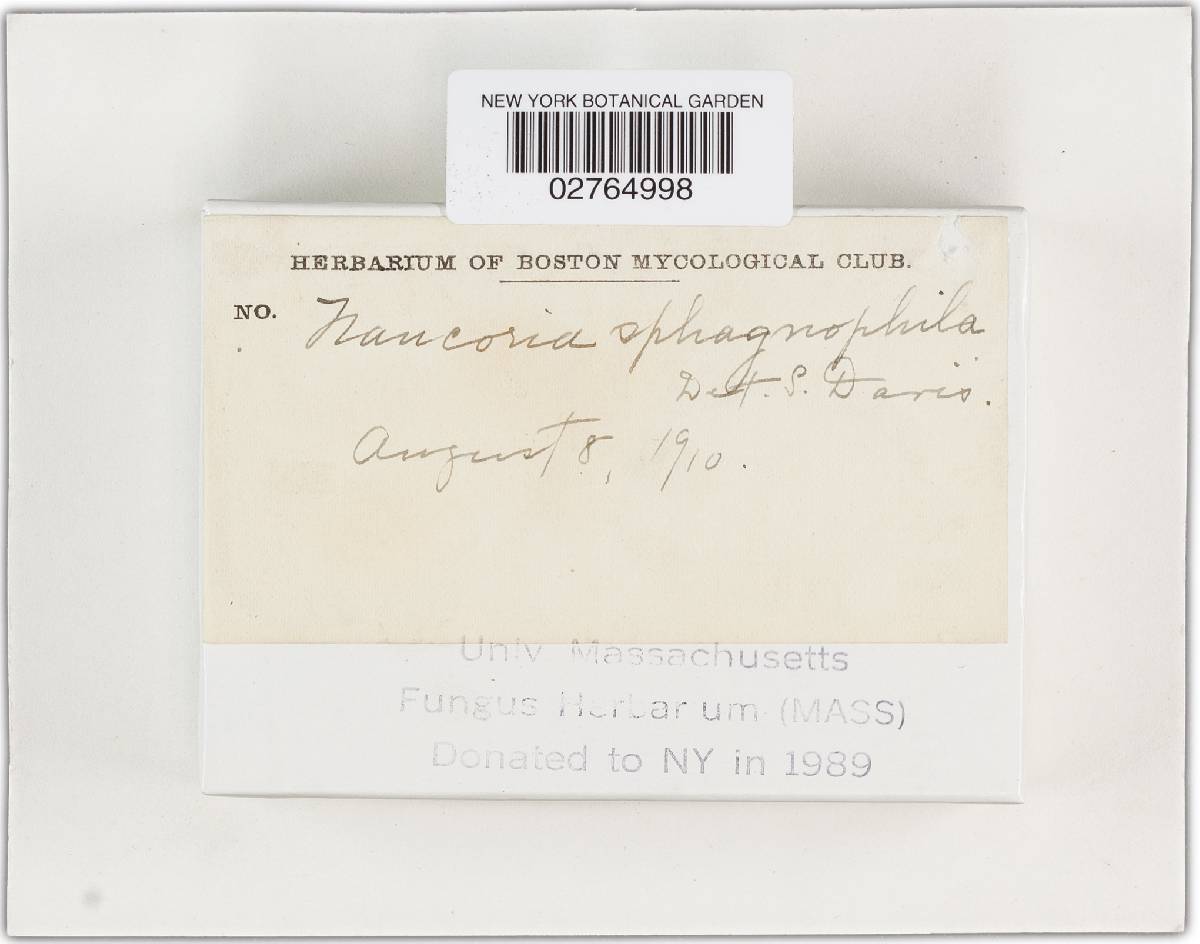 NEW YORK BOTANICAL GARDEN
02764998
HERBARIUM OF BOSTON MYCOLOGICAL CLUB.
NO. Naucoria sphagnophila
Det. S. Davis.
August 8, 1910.
Univ Massachusetts
Fungus Herbarium (MASS)
Donated to NY in 1989